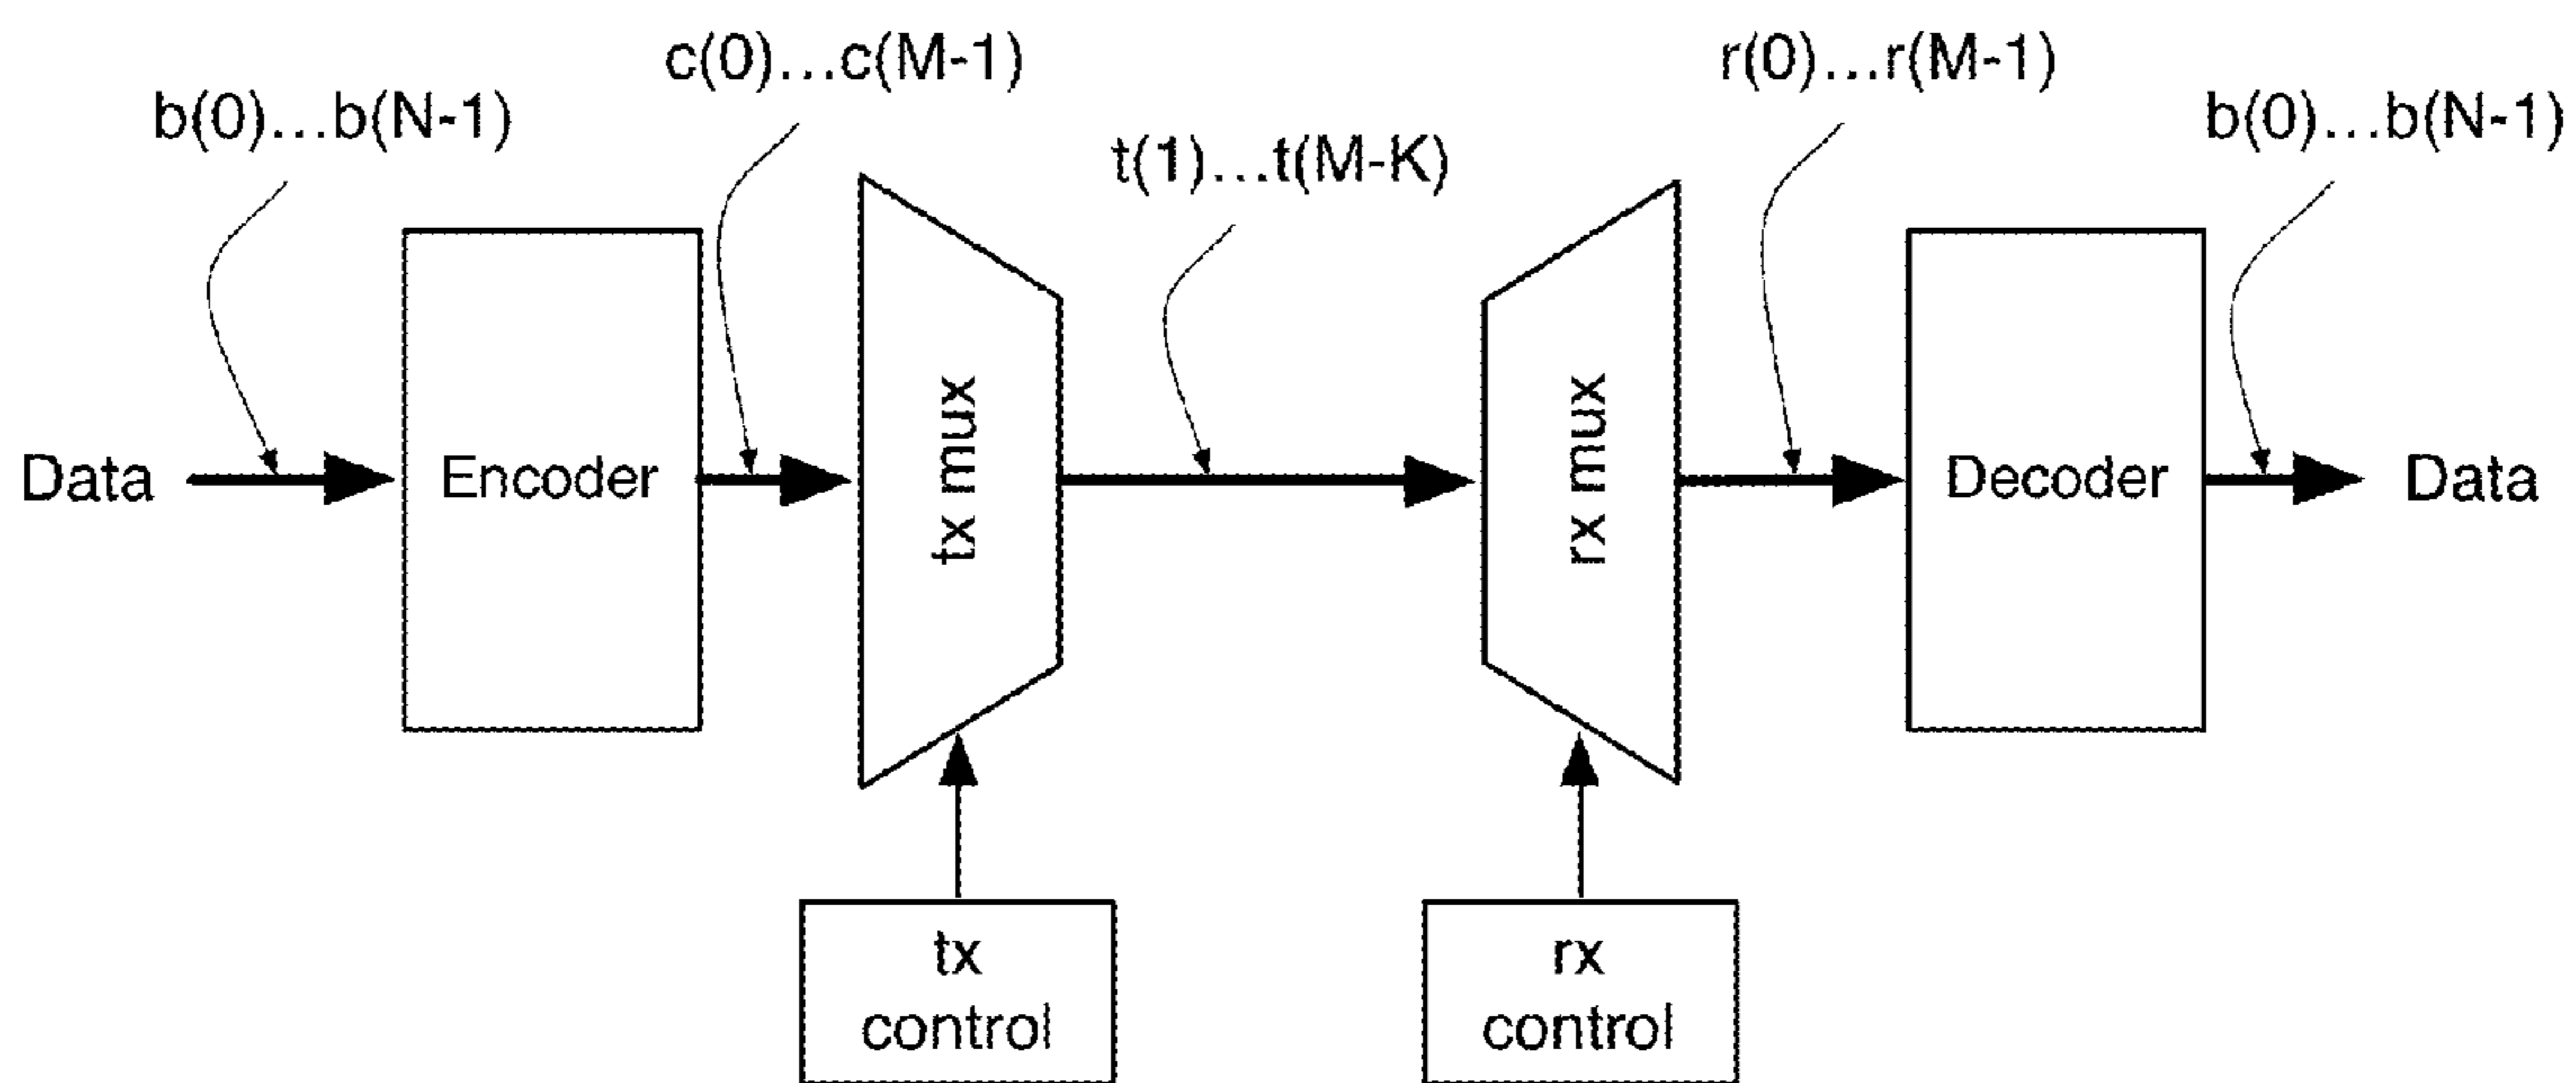 c(0)...c(M-1)
r(0)...r(M-1)
b(0)...b(N-1)
t(1)...t(M-K)
b(0)...b(N-1)
Data
Encoder
tx mux
rx mux
Decoder
Data
tx
control
rx
control